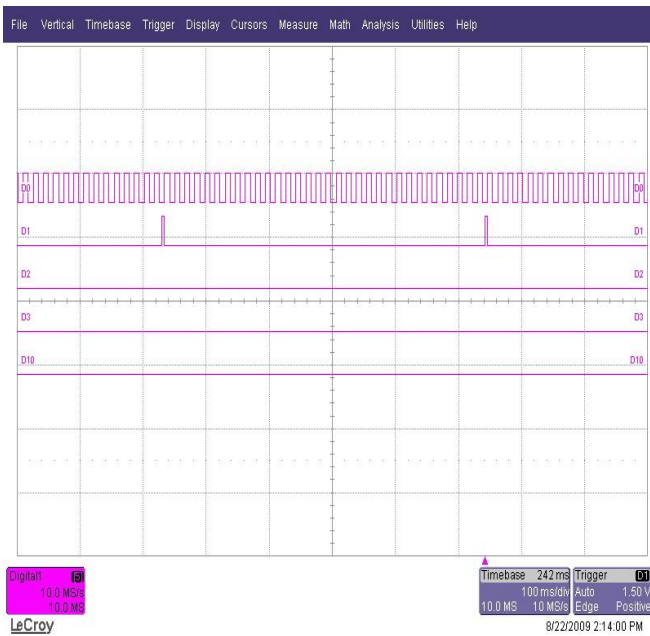 File Vertical Timebase Trigger Display Cursors Measure Math Analysis Utilities Help
D0 D0
D1 D1
D2 D2
D3 D3
D10 D10
Digital1 5
10.0 MS/s
10.0 MS
Timebase 242 ms
100 ms/div
10.0 MS 10 MS/s
Trigger D1
Auto 1.50 V
Edge Positive
LeCroy
8/22/2009 2:14:00 PM